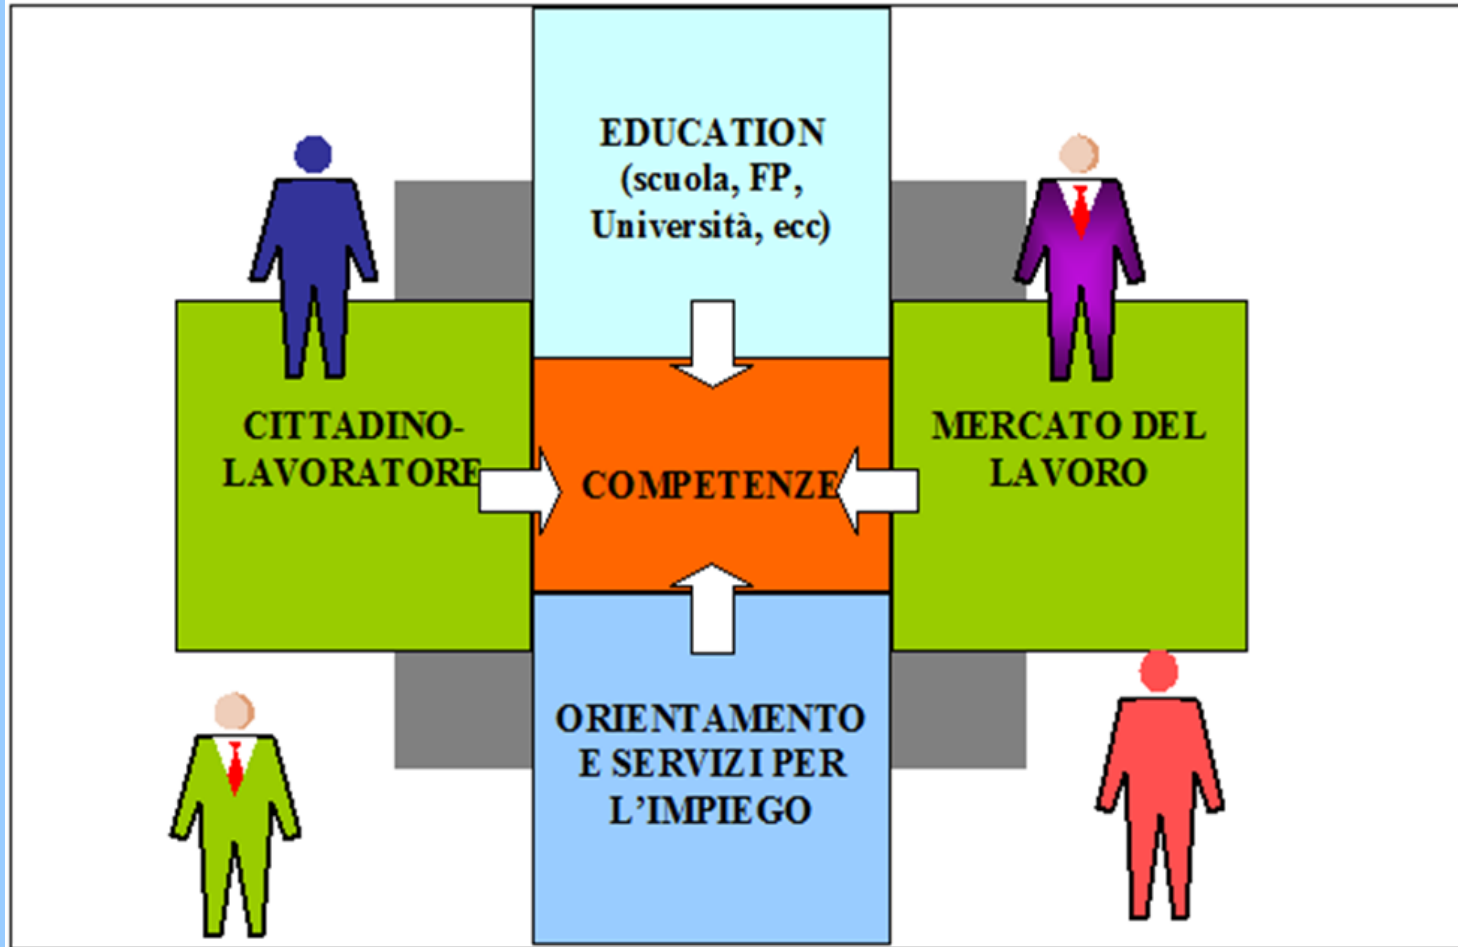 EDUCATION
(scuola, FP,
Università, ecc)
CITTADINO-
LAVORATORE
COMPETENZE
MERCATO DEL
LAVORO
ORIENTAMENTO
E SERVIZI PER
L’IMPIEGO